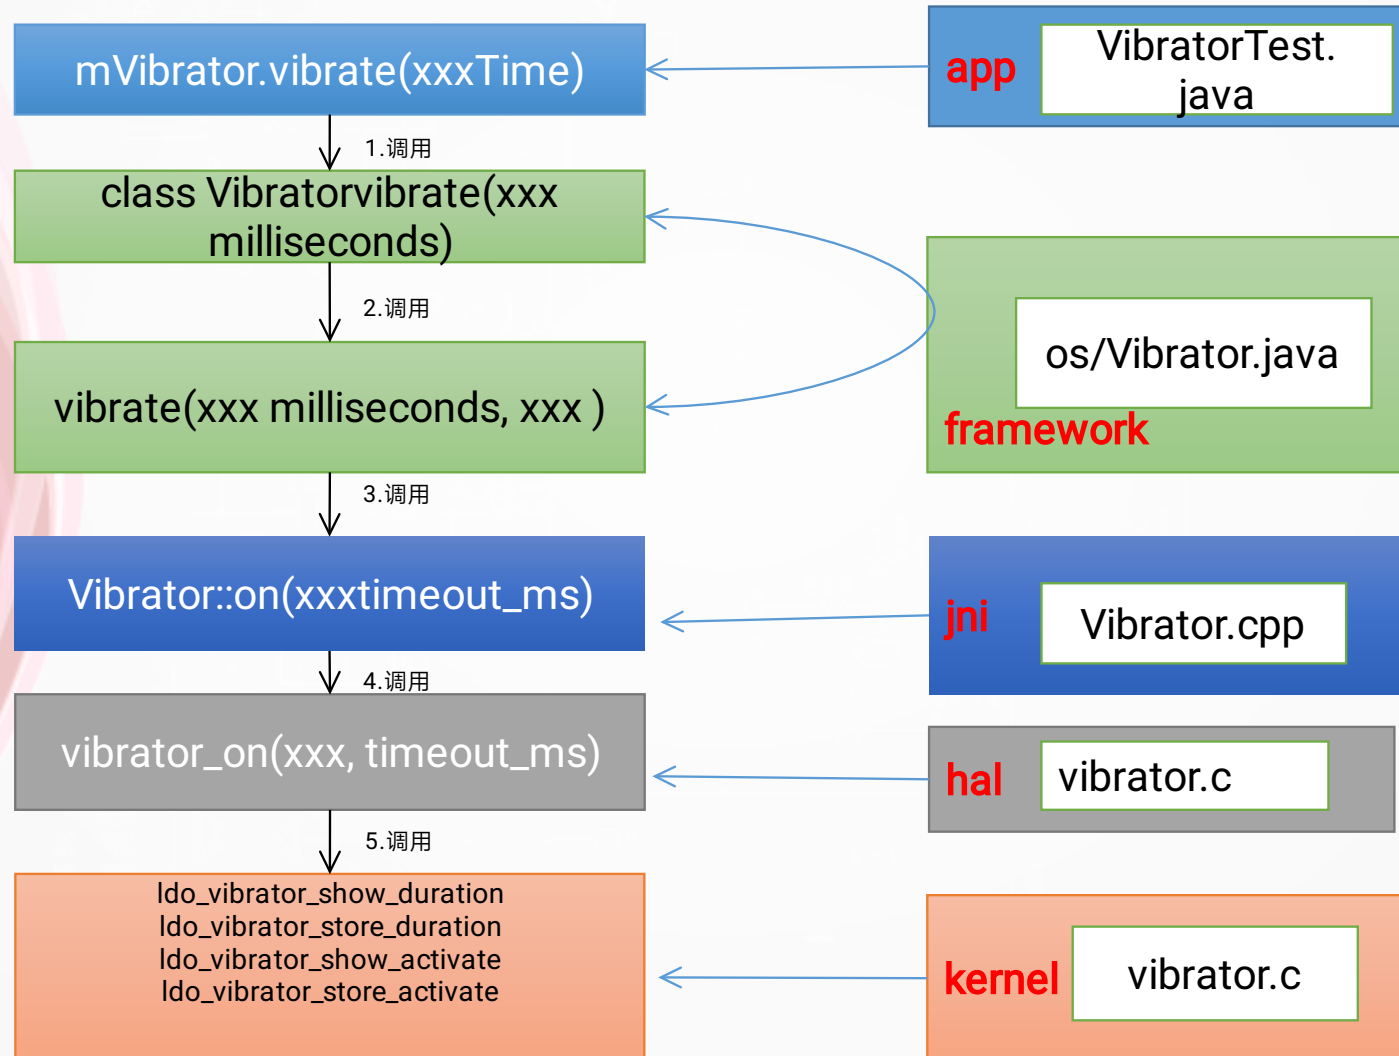 mVibrator.vibrate(xxxTime)
1.调用
class Vibratorvibrate(xxx
milliseconds)
2.调用
vibrate(xxx milliseconds, xxx )
3.调用
Vibrator::on(xxxtimeout_ms)
4.调用
vibrator_on(xxx, timeout_ms)
5.调用
ldo_vibrator_show_duration
ldo_vibrator_store_duration
ldo_vibrator_show_activate
ldo_vibrator_store_activate
app
VibratorTest.
java
os/Vibrator.java
framework
jni
Vibrator.cpp
hal
vibrator.c
kernel
vibrator.c